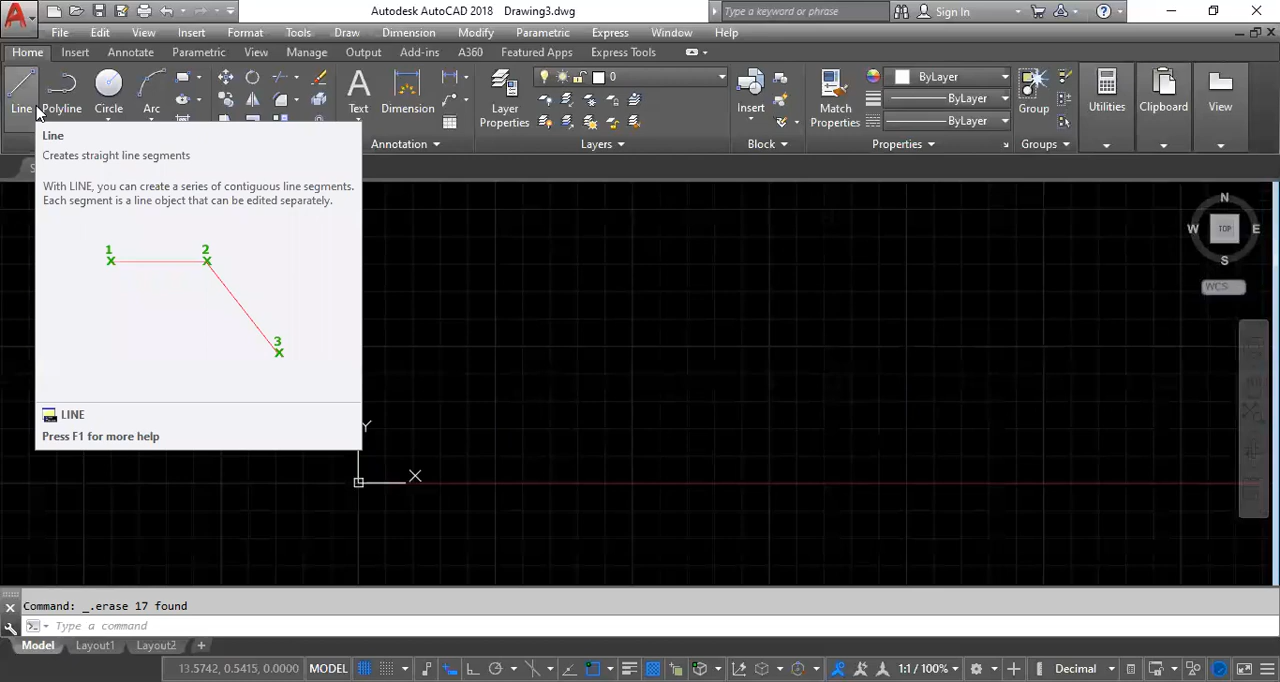 Autodesk AutoCAD 2018 Drawing3.dwg
Type a keyword or phrase
Sign In
File Edit View Insert Format Tools Draw Dimension Modify Parametric Express Window Help
Home Insert Annotate Parametric View Manage Output Add-ins A360 Featured Apps Express Tools
Line Polyline Circle Arc
Text Dimension
Layer
Properties
0
Insert
Match
Properties
ByLayer
ByLayer
ByLayer
Group
Utilities Clipboard View
Annotation Layers Block Properties Groups
Line
Creates straight line segments
With LINE, you can create a series of contiguous line segments.
Each segment is a line object that can be edited separately.
1 2
3
LINE
Press F1 for more help
N
W TOP E
S
WCS
Y
X
Command: _.erase 17 found
Type a command
Model Layout1 Layout2 +
13.5742, 0.5415, 0.0000 MODEL 1:1 / 100% Decimal